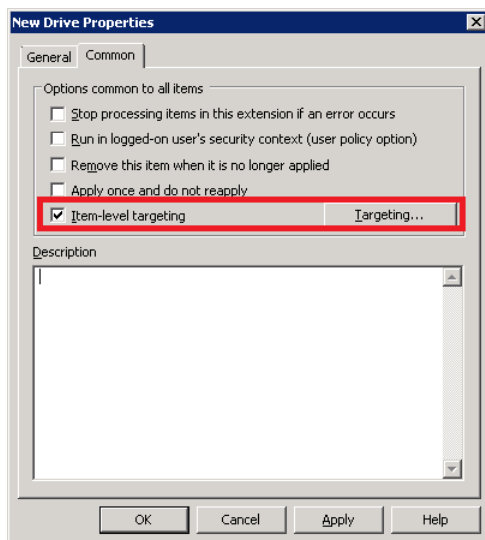 New Drive Properties
General Common
Options common to all items
Stop processing items in this extension if an error occurs
Run in logged-on user's security context (user policy option)
Remove this item when it is no longer applied
Apply once and do not reapply
Item-level targeting Targeting...
Description
OK Cancel Apply Help